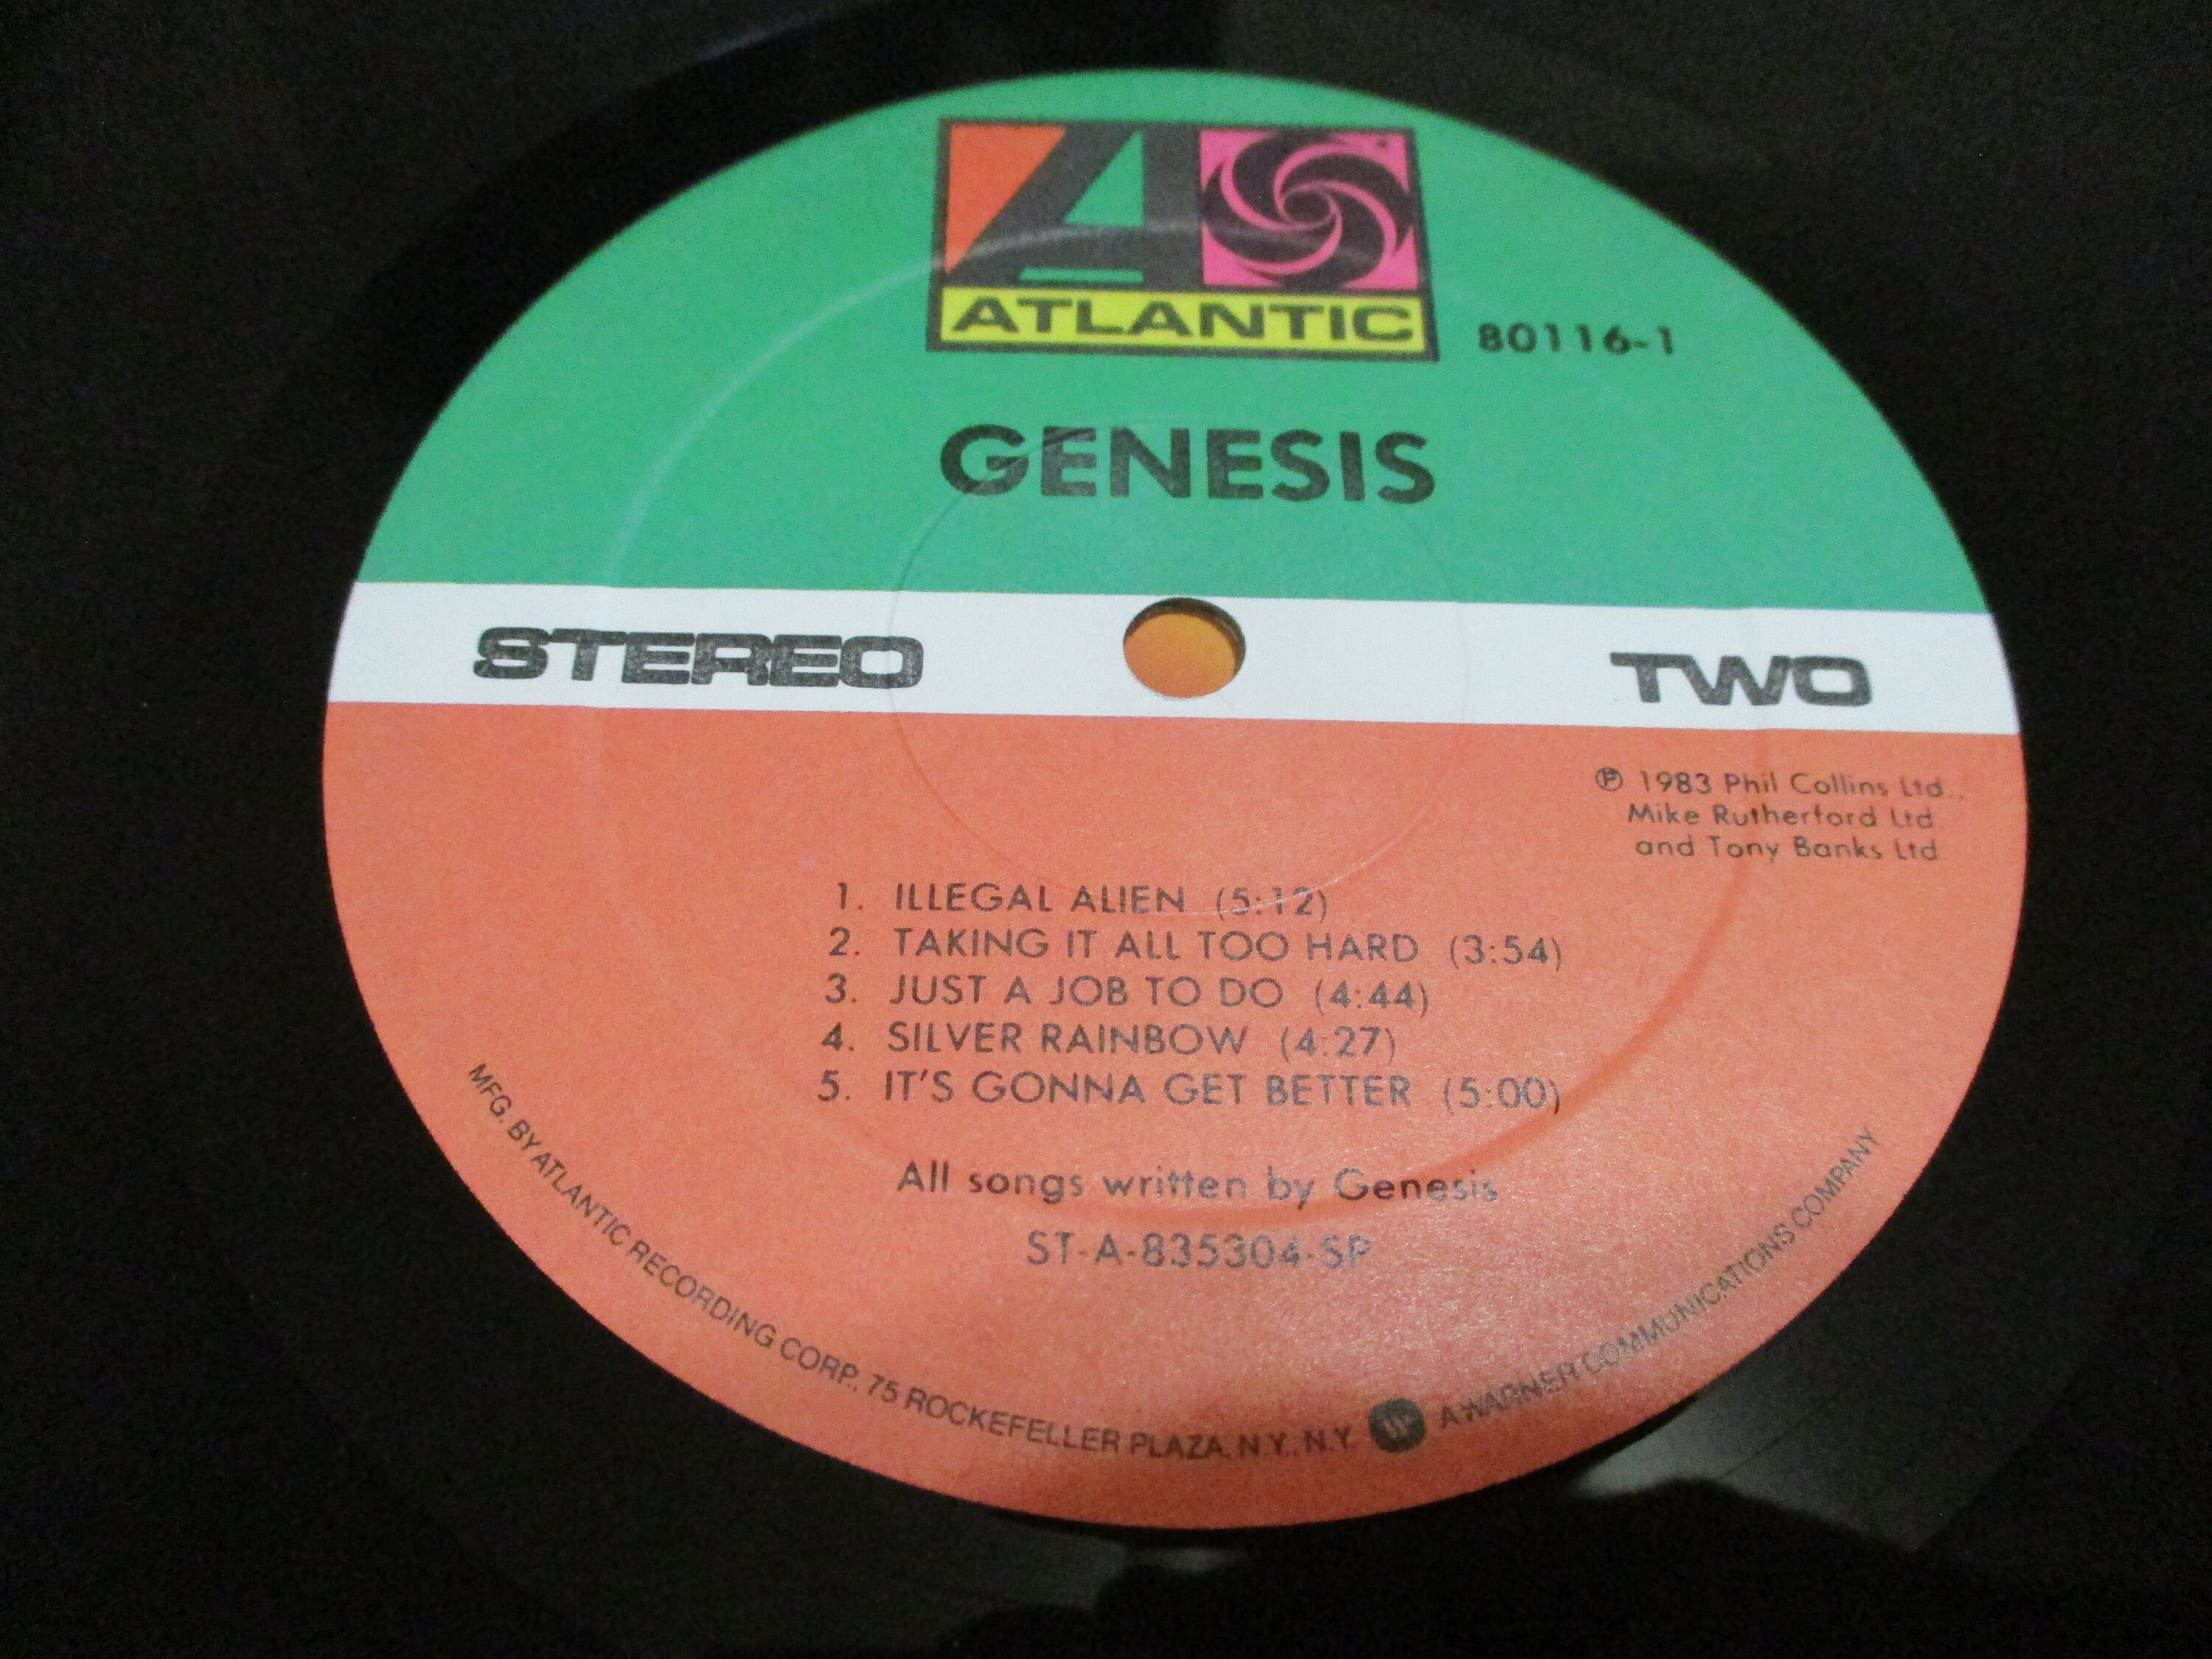 ATLANTIC
80116-1
GENESIS
STEREO
TWO
℗ 1983 Phil Collins Ltd.,
Mike Rutherford Ltd
and Tony Banks Ltd
1. ILLEGAL ALIEN (5:12)
2. TAKING IT ALL TOO HARD (3:54)
3. JUST A JOB TO DO (4:44)
4. SILVER RAINBOW (4:27)
5. IT'S GONNA GET BETTER (5:00)
All songs written by Genesis
ST-A-835304-SP
MFG. BY ATLANTIC RECORDING CORP., 75 ROCKEFELLER PLAZA, N.Y., N.Y. W A WARNER COMMUNICATIONS COMPANY